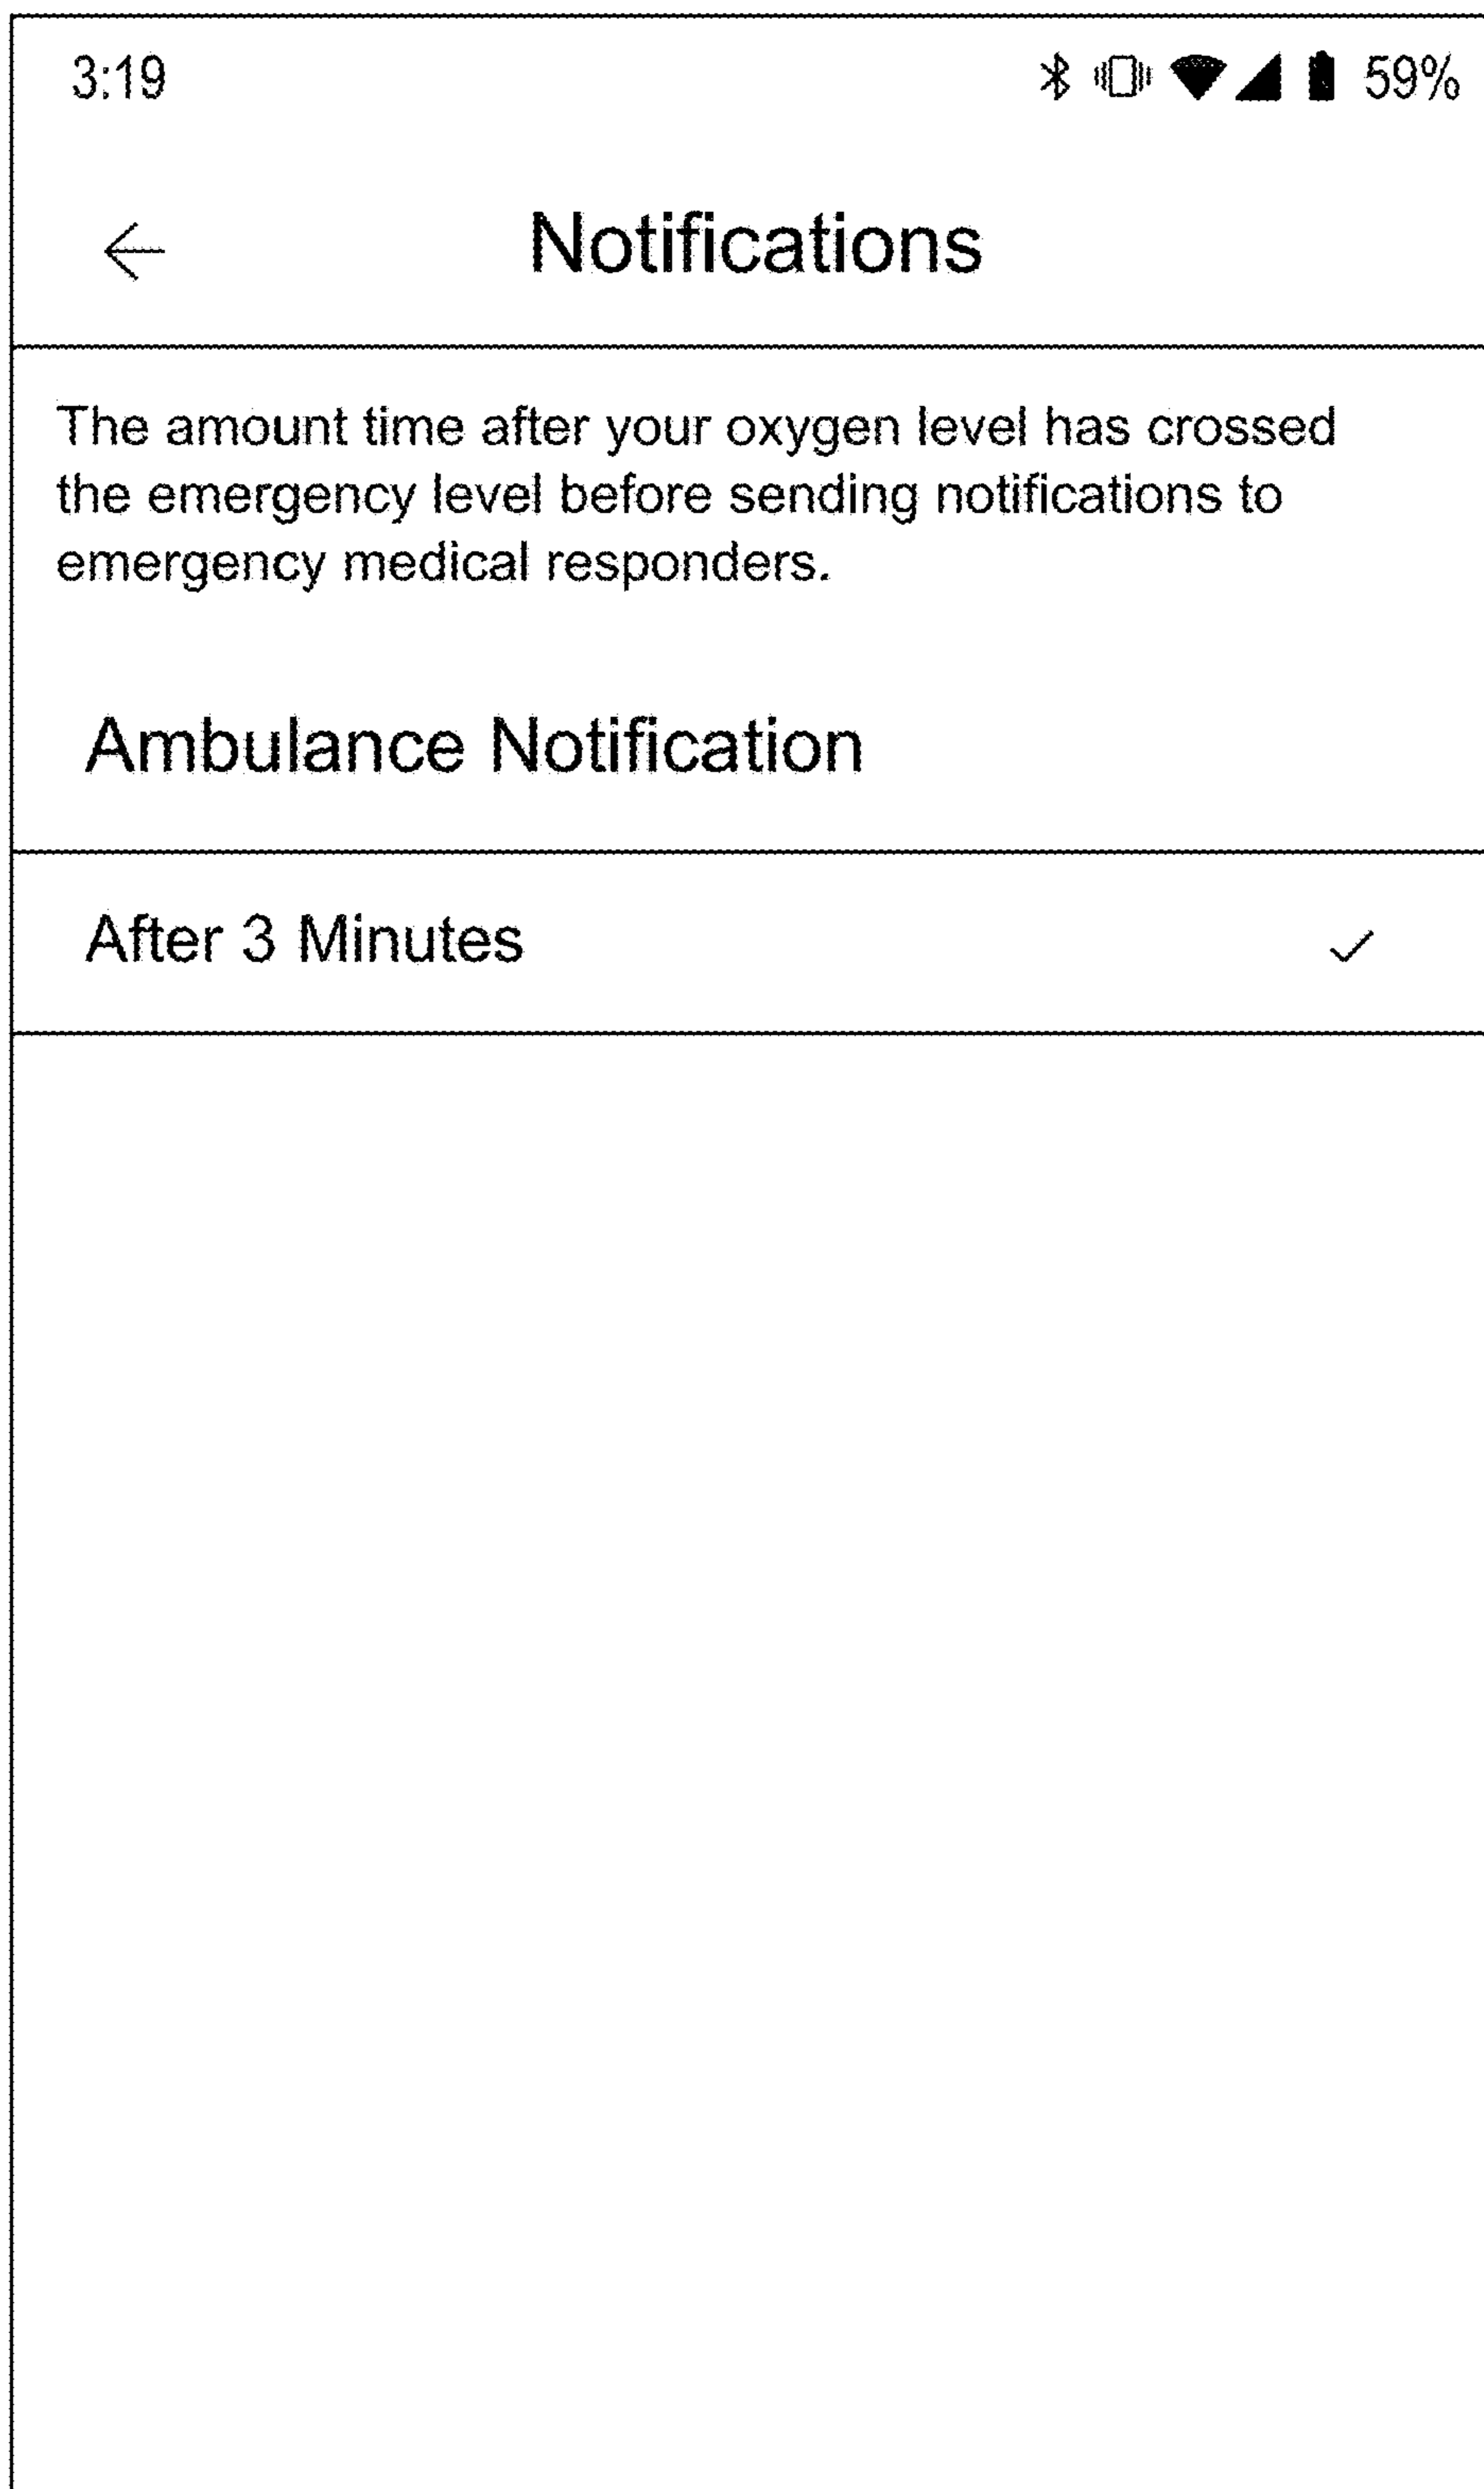 3:19 59%
Notifications
The amount time after your oxygen level has crossed
the emergency level before sending notifications to
emergency medical responders.
Ambulance Notification
After 3 Minutes